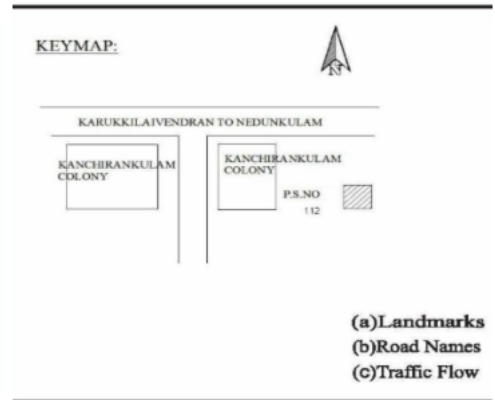 KEYMAP:
N
KARUKKILAIVENDRAN TO NEDUNKULAM
KANCHIRANKULAM
COLONY
KANCHIRANKULAM
COLONY
P.S.NO
112
(a)Landmarks
(b)Road Names
(c)Traffic Flow